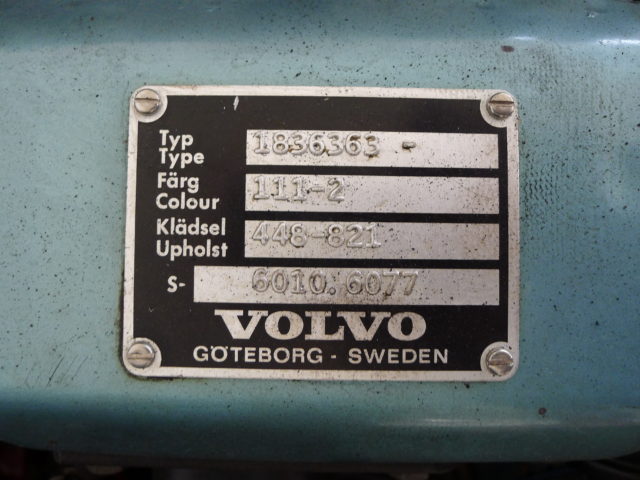 Typ
Type 1836363 -
Färg
Colour 111-2
Klädsel
Upholst 448-821
S- 6010.6077
VOLVO
GÖTEBORG - SWEDEN